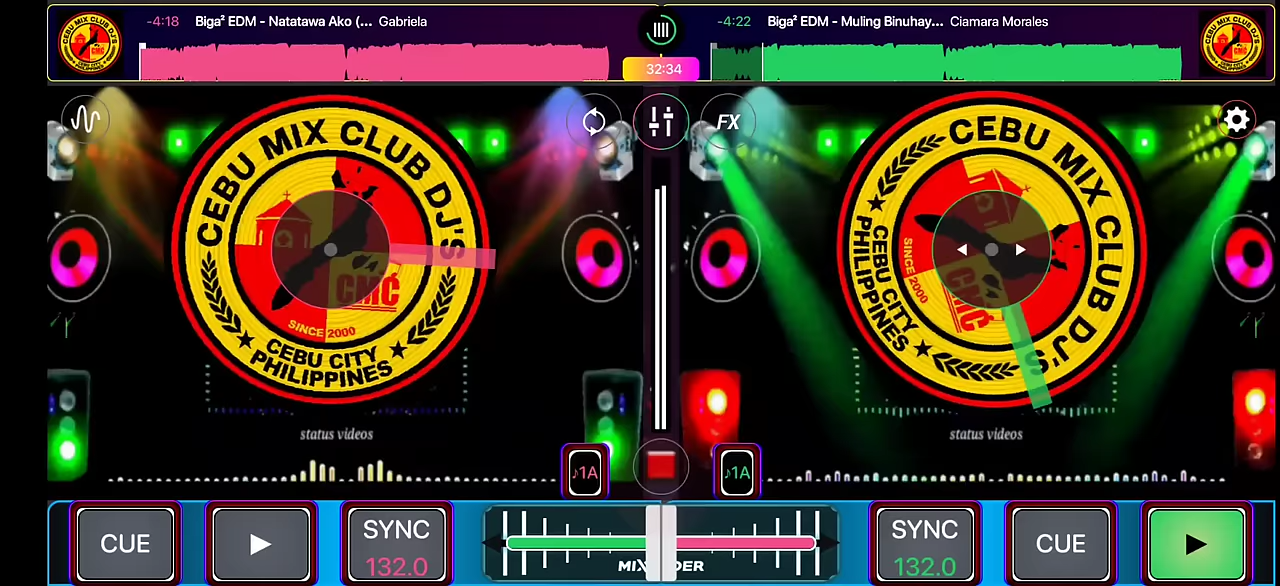 -4:18 Biga² EDM - Natatawa Ako (... Gabriela
-4:22 Biga² EDM - Muling Binuhay... Ciamara Morales
32:34
FX
CEBU MIX CLUB DJ'S
CMC
SINCE 2000
CEBU CITY
PHILIPPINES
CEBU MIX CLUB DJ'S
CMC
SINCE 2000
CEBU CITY
PHILIPPINES
status videos
status videos
♪1A
♪1A
CUE
SYNC
132.0
SYNC
132.0
CUE